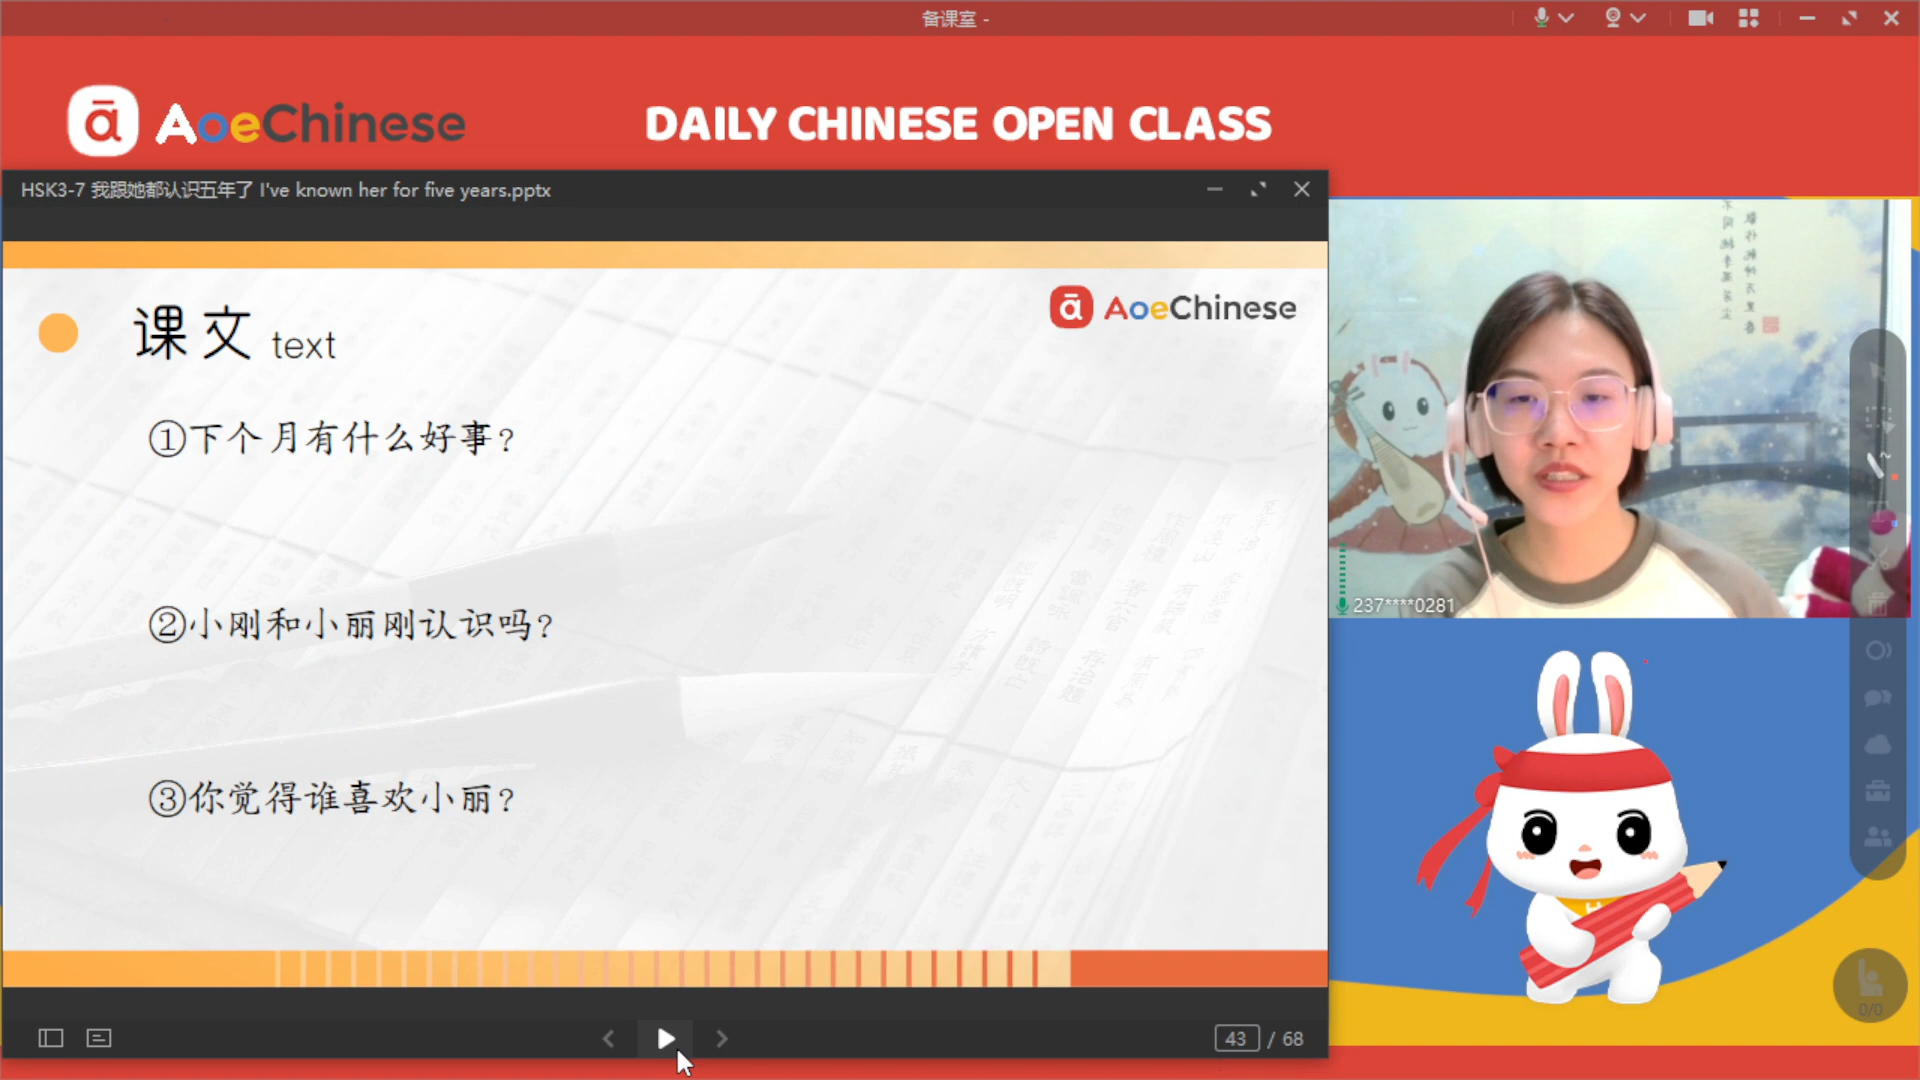 备课室 -
ā AoeChinese
DAILY CHINESE OPEN CLASS
HSK3-7 我跟她都认识五年了 I've known her for five years.pptx
ā AoeChinese
课文 text
①下个月有什么好事?
②小刚和小丽刚认识吗?
③你觉得谁喜欢小丽?
237****0281
0/0
43 / 68